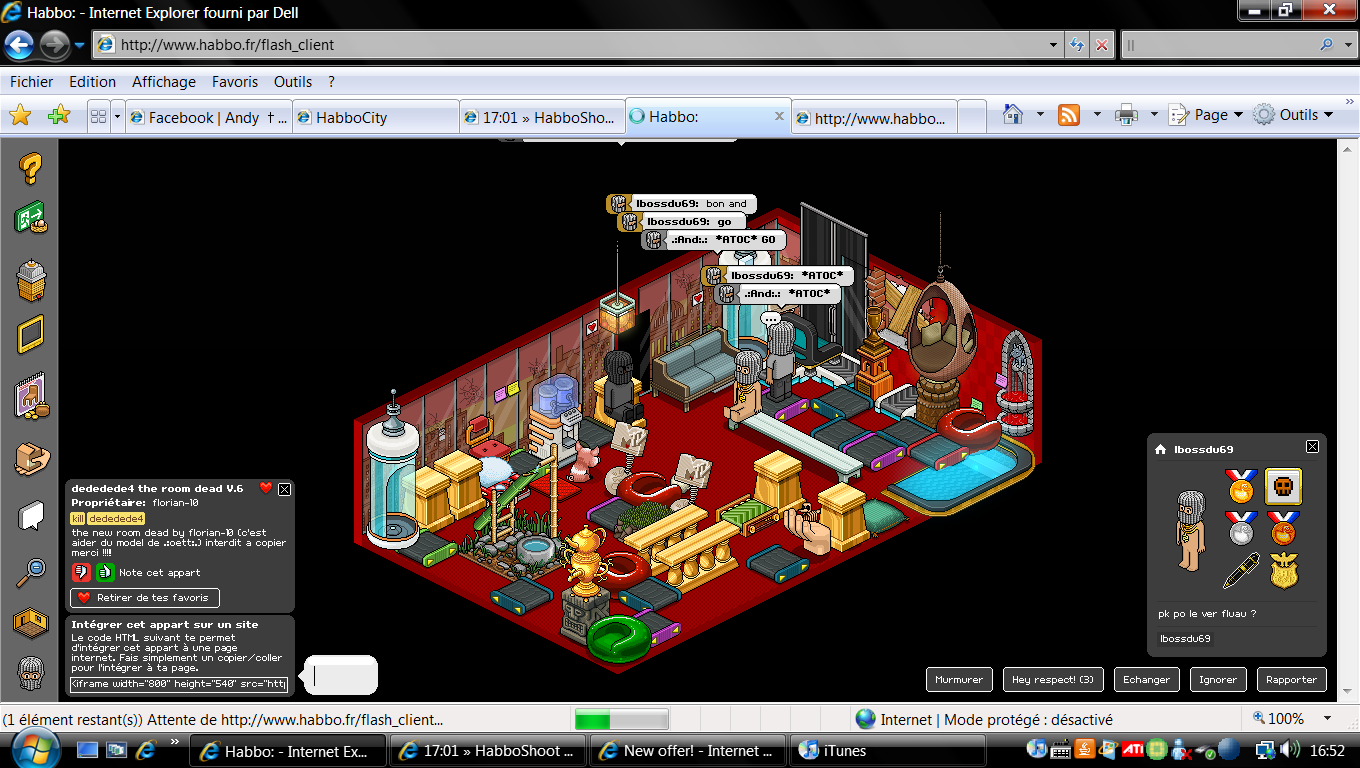 Habbo: - Internet Explorer fourni par Dell
http://www.habbo.fr/flash_client
Fichier Edition Affichage Favoris Outils ?
Facebook | Andy † ... HabboCity 17:01 » HabboSho... Habbo: http://www.habbo... Page Outils
lbossdu69: bon and
lbossdu69: go
.:And:.: *ATOC* GO
lbossdu69: *ATOC*
.:And:.: *ATOC*
...
MTV
MTV
dededede4 the room dead V.6
Propriétaire: florian-10
kill dededede4
the new room dead by florian-10 (c'est
aider du model de .:oett:.) interdit a copier
merci !!!!
Note cet appart
Retirer de tes favoris
Intégrer cet appart sur un site
Le code HTML suivant te permet
d'intégrer cet appart à une page
internet. Fais simplement un copier/coller
pour l'intégrer à ta page.
<iframe width="800" height="540" src="http
lbossdu69
pk po le ver fluau ?
lbossdu69
Murmurer Hey respect! (3) Echanger Ignorer Rapporter
(1 élément restant(s)) Attente de http://www.habbo.fr/flash_client... Internet | Mode protégé : désactivé 100%
Habbo: - Internet Ex... 17:01 » HabboShoot ... New offer! - Internet ... iTunes ATI 16:52